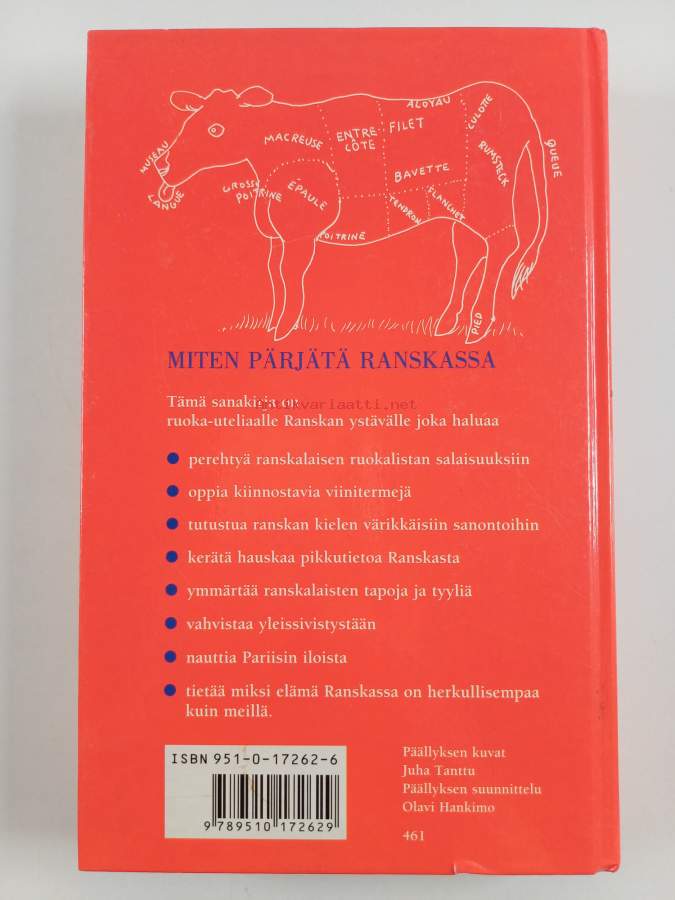 MUSEAU
LANGUE
MACREUSE
GROSSE
POITRINE
ÉPAULE
POITRINE
ENTRE
CÔTE
ALOYAU
FILET
BAVETTE
TENDRON
FLANCHET
CULOTTE
RUMSTECK
QUEUE
PIED
MITEN PÄRJÄTÄ RANSKASSA
Tämä sanakirja on
antikvariaatti.net
ruoka-uteliaalle Ranskan ystävälle joka haluaa
perehtyä ranskalaisen ruokalistan salaisuuksiin
oppia kiinnostavia viinitermejä
tutustua ranskan kielen värikkäisiin sanontoihin
kerätä hauskaa pikkutietoa Ranskasta
ymmärtää ranskalaisten tapoja ja tyyliä
vahvistaa yleissivistystään
nauttia Pariisin iloista
tietää miksi elämä Ranskassa on herkullisempaa
kuin meillä.
ISBN 951-0-17262-6
9 789510 172629
Päällyksen kuvat
Juha Tanttu
Päällyksen suunnittelu
Olavi Hankimo
461